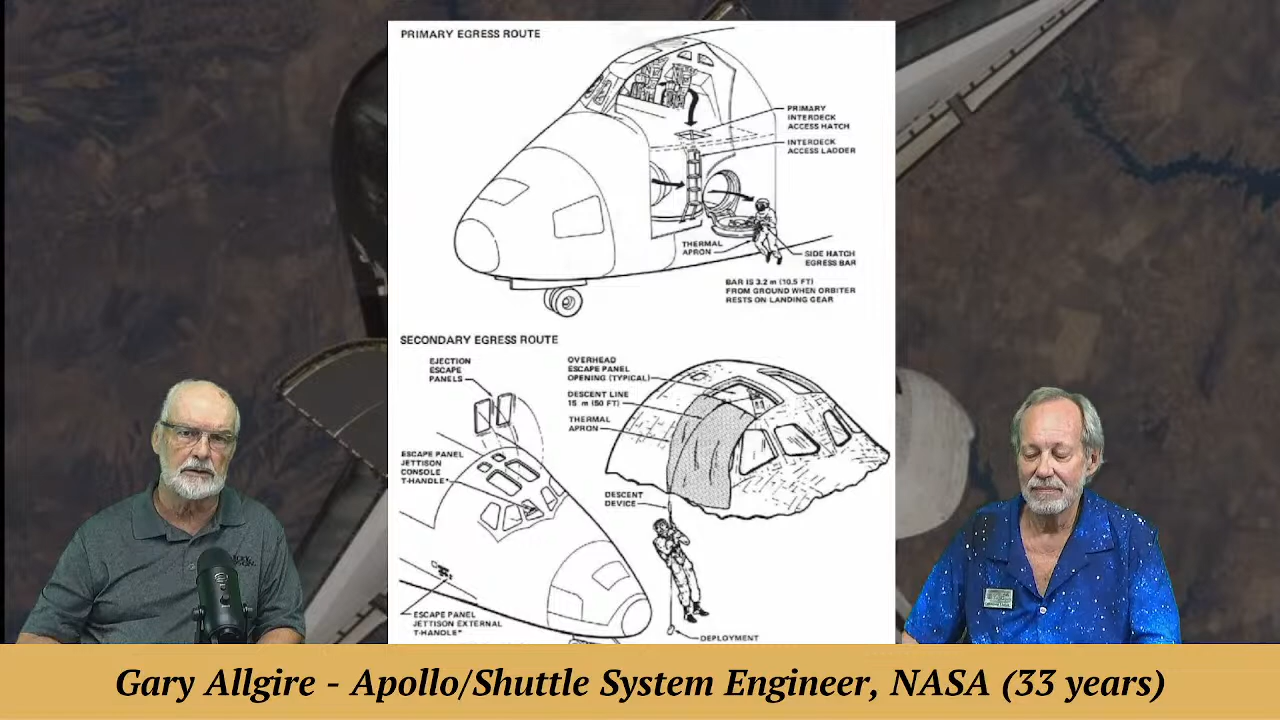 PRIMARY EGRESS ROUTE
PRIMARY
INTERDECK
ACCESS HATCH
INTERDECK
ACCESS LADDER
THERMAL
APRON
SIDE HATCH
EGRESS BAR
BAR IS 3.2 m (10.5 FT)
FROM GROUND WHEN ORBITER
RESTS ON LANDING GEAR
SECONDARY EGRESS ROUTE
EJECTION
ESCAPE
PANELS
OVERHEAD
ESCAPE PANEL
OPENING (TYPICAL)
DESCENT LINE
15 m (50 FT)
THERMAL
APRON
ESCAPE PANEL
JETTISON
CONSOLE
T-HANDLE*
DESCENT
DEVICE
ESCAPE PANEL
JETTISON EXTERNAL
T-HANDLE*
DEPLOYMENT
Gary Allgire - Apollo/Shuttle System Engineer, NASA (33 years)